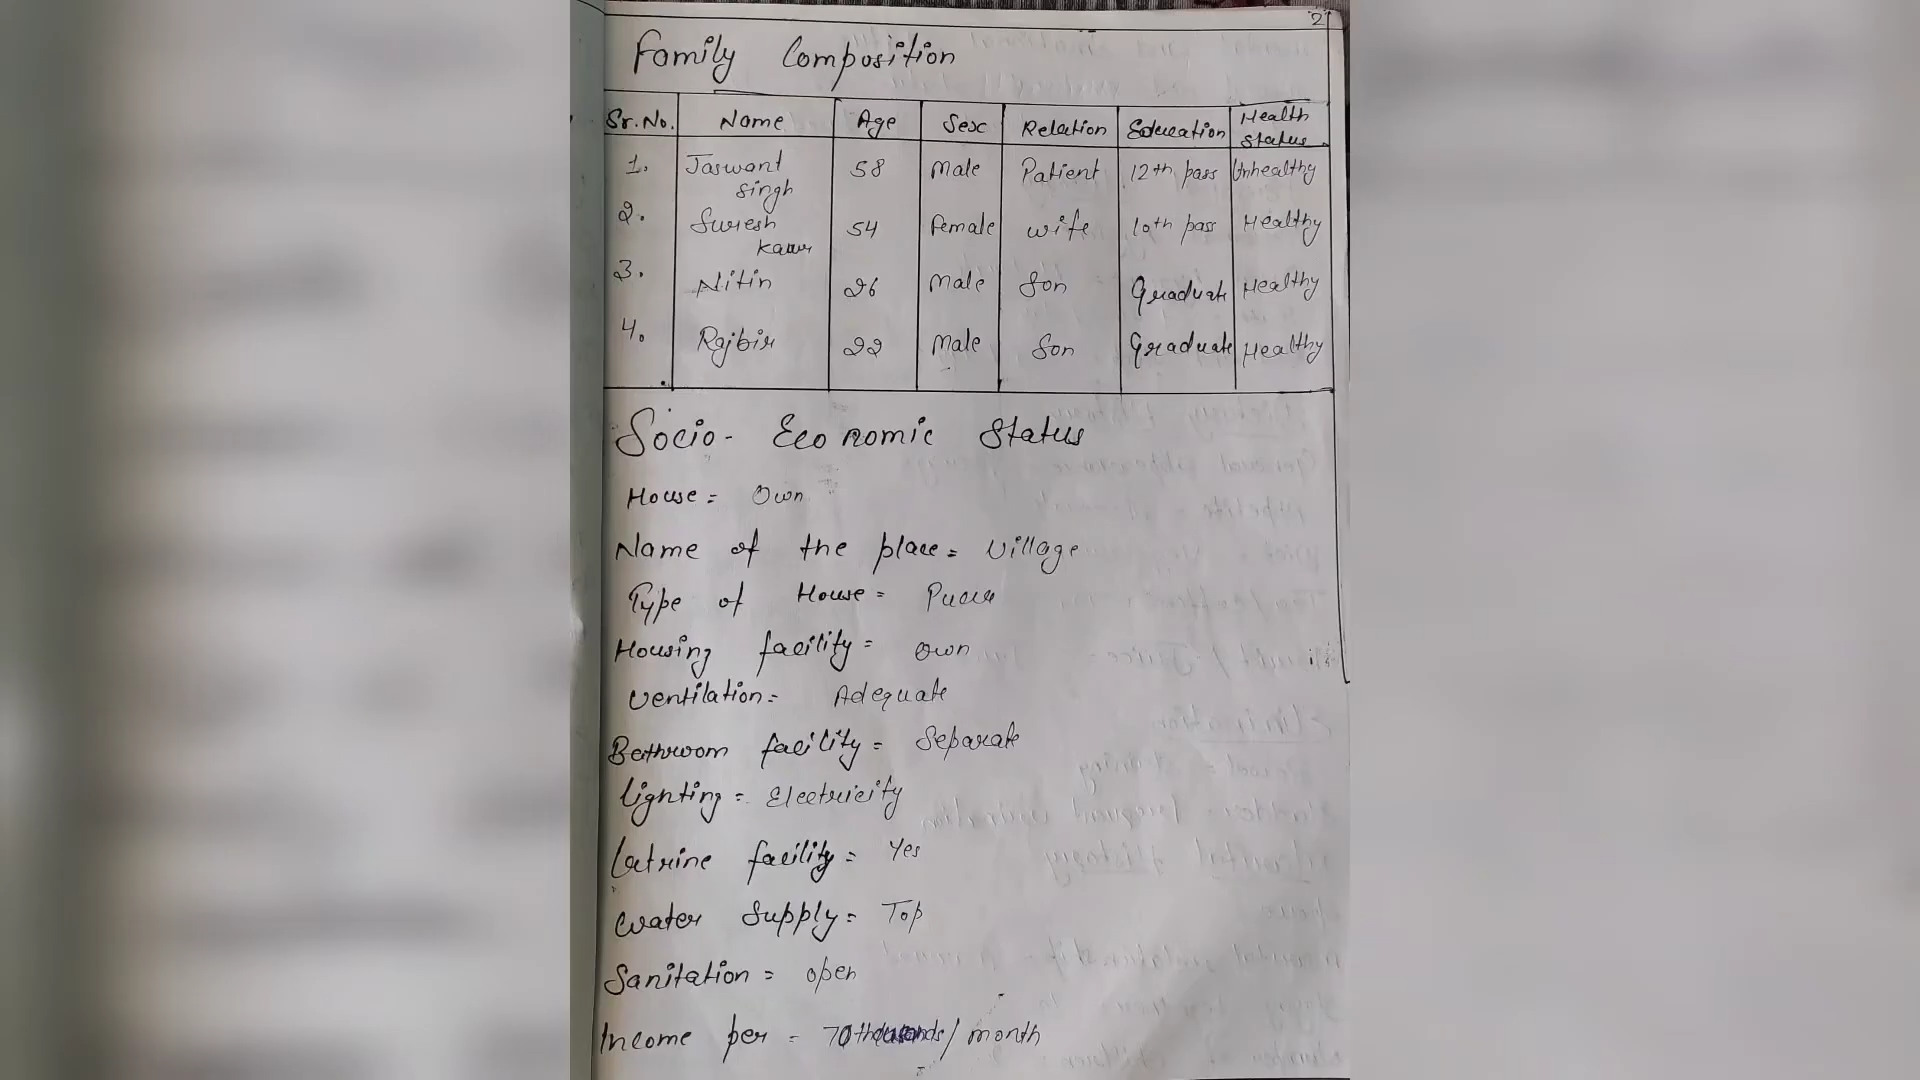 2
Family Composition
Sr.No. Name Age Sex Relation Education Health Status
1. Jaswant Singh 58 Male Patient 12th pass Unhealthy
2. Suresh Kaur 54 Female wife 10th pass Healthy
3. Nitin 26 Male Son Graduate Healthy
4. Rajbir 22 Male Son Graduate Healthy
Socio-Economic Status
House = Own
Name of the place = Village
Type of House = Pucca
Housing facility = Own
Ventilation = Adequate
Bathroom facility = Separate
Lighting = Electricity
Latrine facility = Yes
Water Supply = Tap
Sanitation = open
Income per = 70 thousands/month